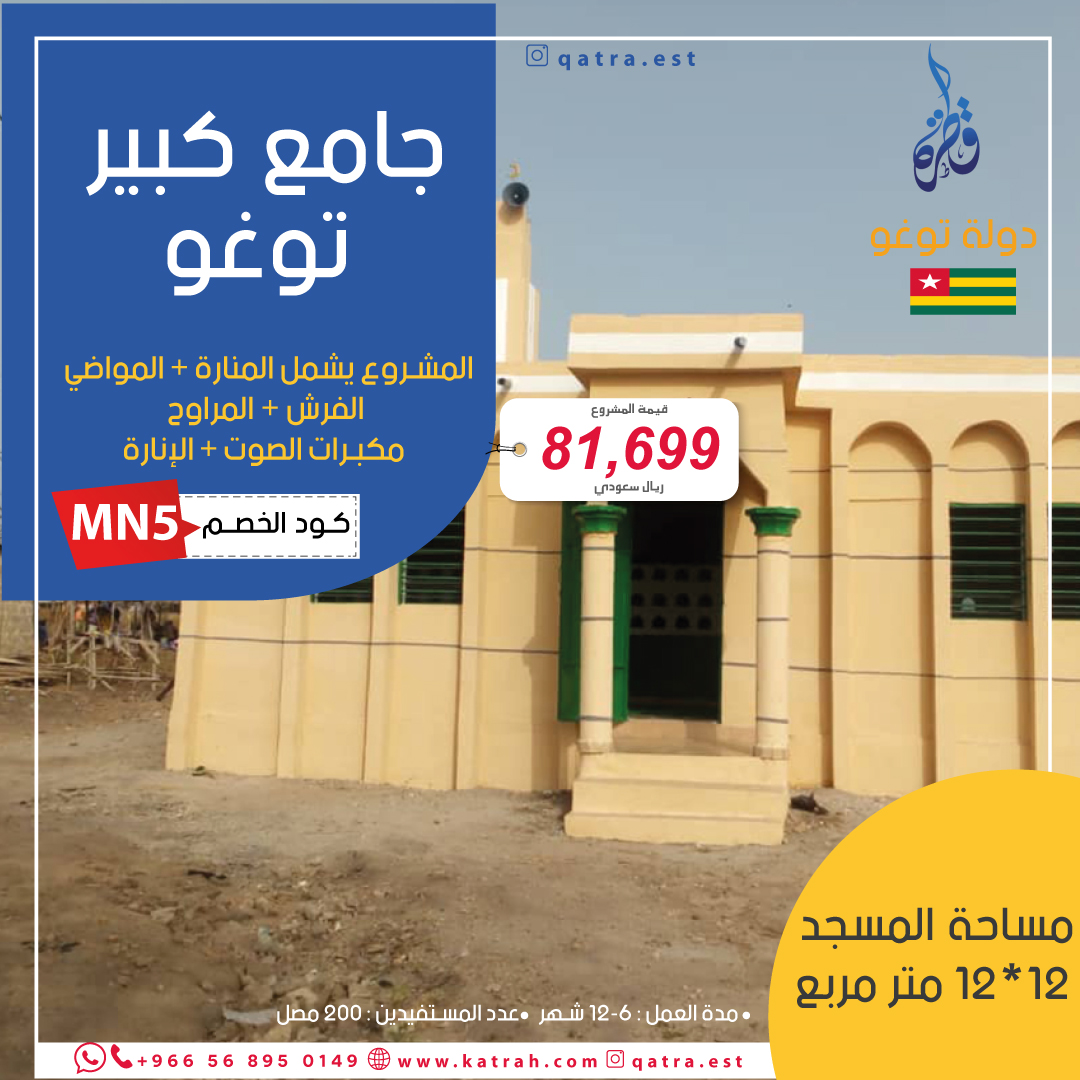 qatra.est
قطرة
جامع كبير
توغو
دولة توغو
المشروع يشمل المنارة + المواضي
الفرش + المراوح
مكبرات الصوت + الإنارة
كود الخصم MN5
قيمة المشروع
81,699
ريال سعودي
مساحة المسجد
12*12 متر مربع
• مدة العمل : 6-12 شهر •عدد المستفيدين : 200 مصل
+966 56 895 0149 www.katrah.com qatra.est